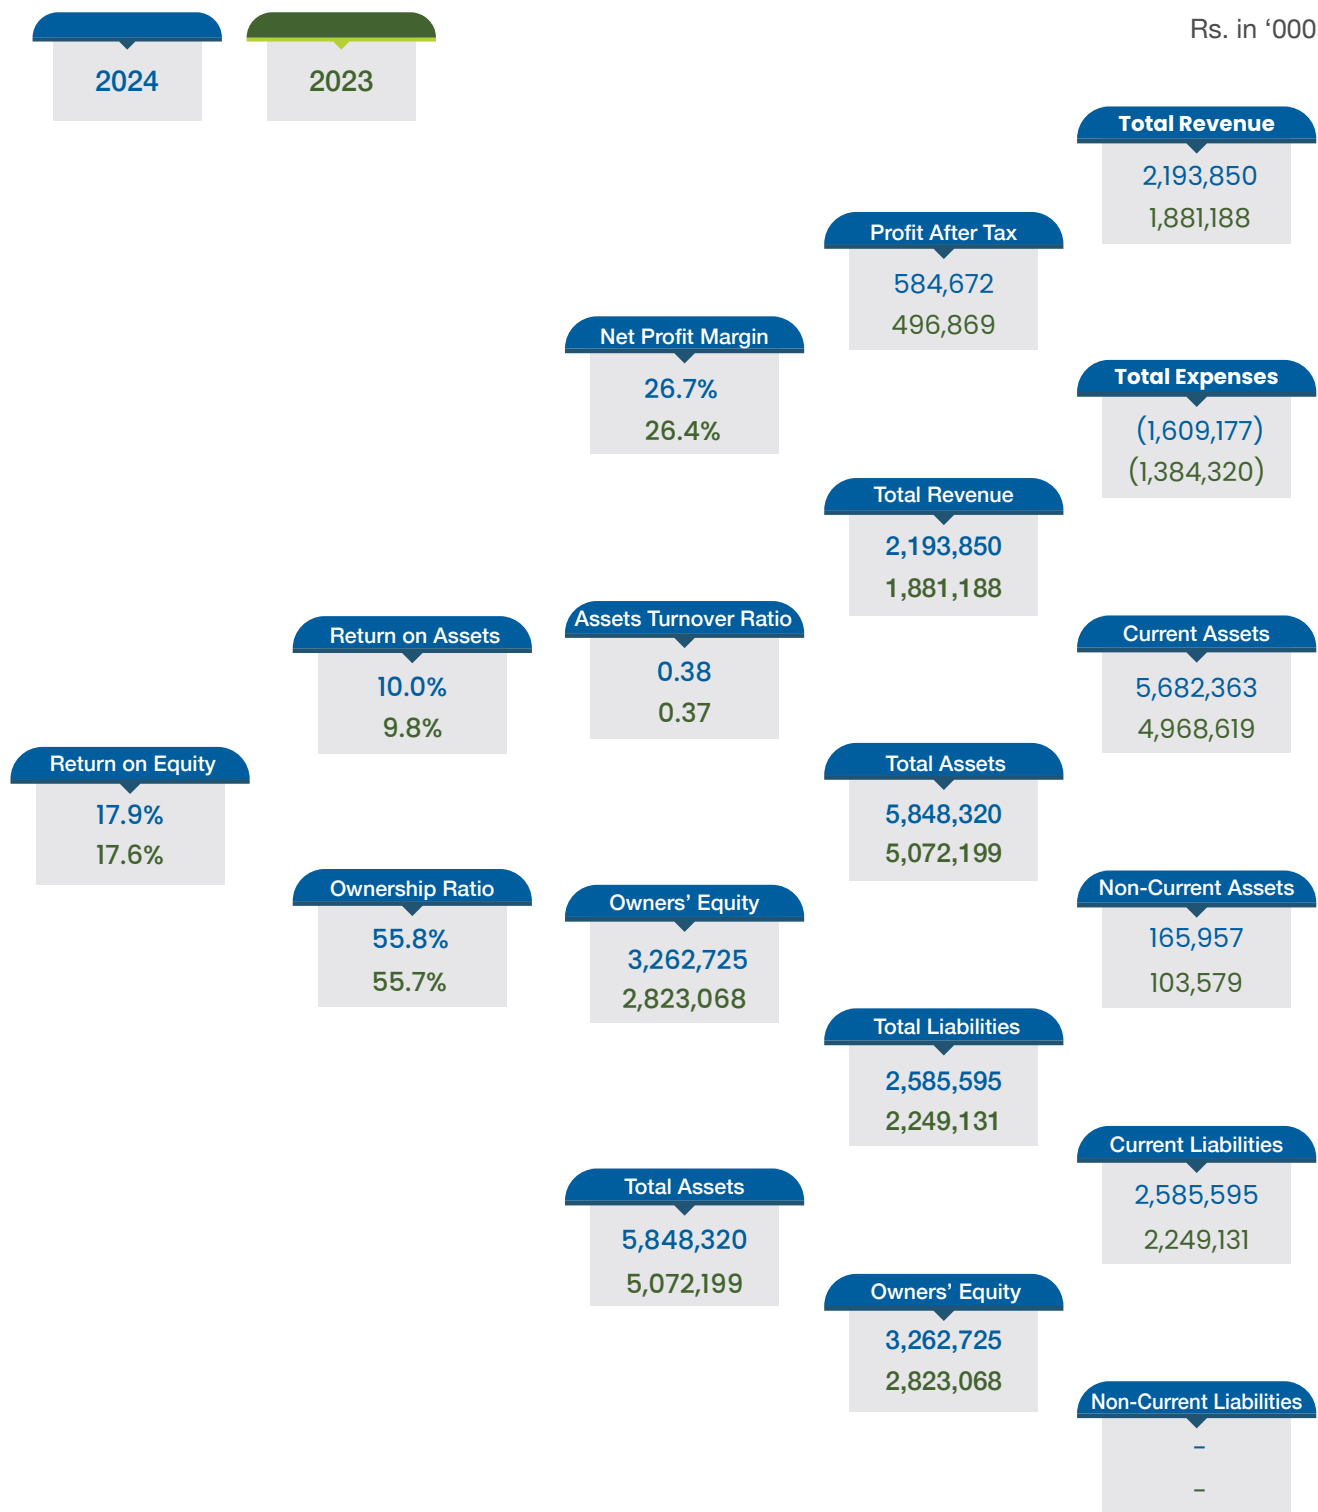 Rs. in ‘000
2024
2023
Total Revenue
2,193,850
1,881,188
Profit After Tax
584,672
496,869
Net Profit Margin
26.7%
26.4%
Total Expenses
(1,609,177)
(1,384,320)
Total Revenue
2,193,850
1,881,188
Return on Assets
10.0%
9.8%
Assets Turnover Ratio
0.38
0.37
Current Assets
5,682,363
4,968,619
Return on Equity
17.9%
17.6%
Total Assets
5,848,320
5,072,199
Ownership Ratio
55.8%
55.7%
Owners’ Equity
3,262,725
2,823,068
Non-Current Assets
165,957
103,579
Total Liabilities
2,585,595
2,249,131
Current Liabilities
2,585,595
2,249,131
Total Assets
5,848,320
5,072,199
Owners’ Equity
3,262,725
2,823,068
Non-Current Liabilities
-
-